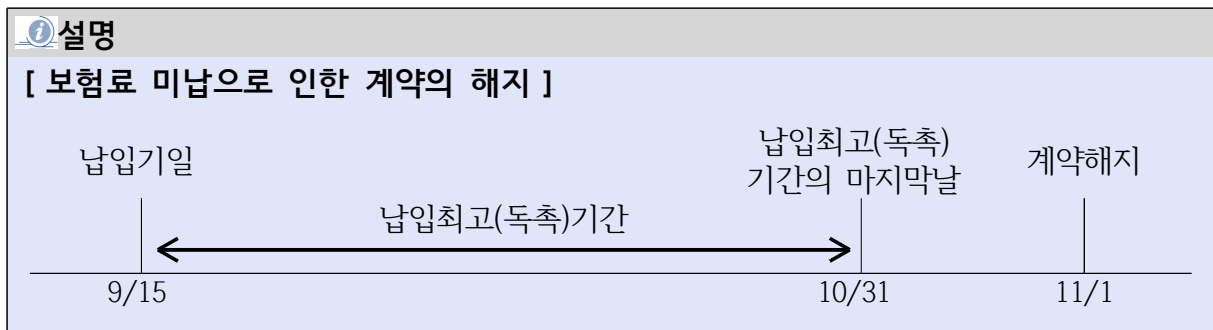 설명
[ 보험료 미납으로 인한 계약의 해지 ]
납입기일
납입최고(독촉)
기간의 마지막날
계약해지
납입최고(독촉)기간
9/15
10/31
11/1